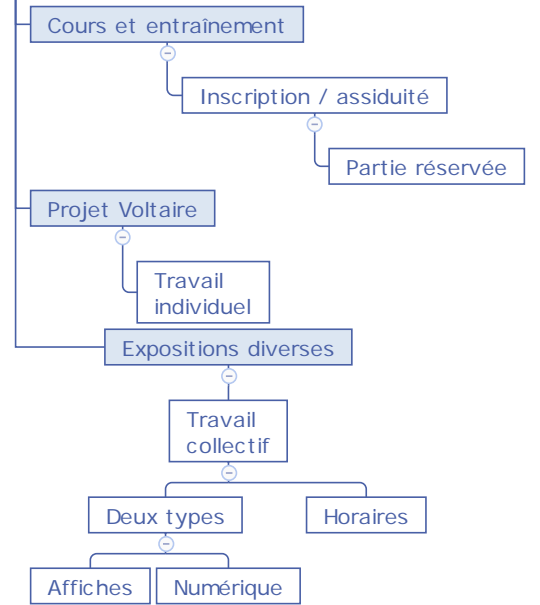 Cours et entraînement
Inscription / assiduité
Partie réservée
Projet Voltaire
Travail
individuel
Expositions diverses
Travail
collectif
Deux types
Horaires
Affiches
Numérique